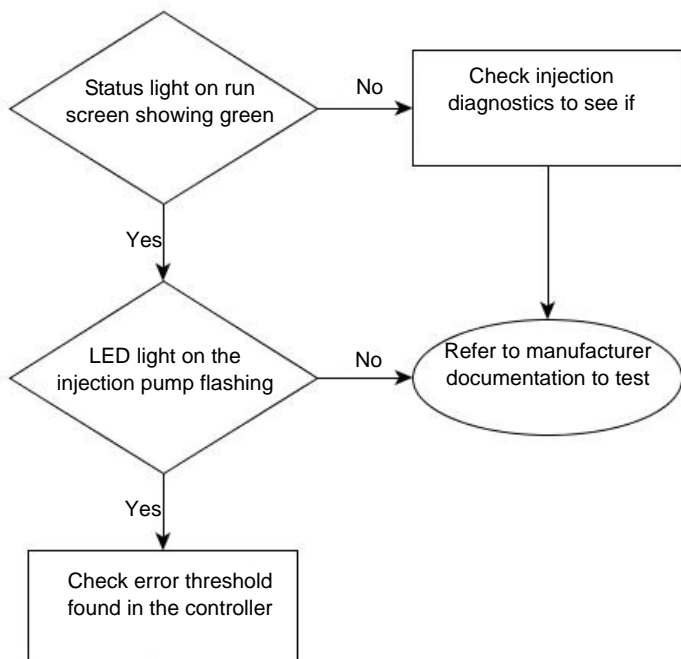 Status light on run
screen showing green
No
Check injection
diagnostics to see if
Yes
LED light on the
injection pump flashing
No
Refer to manufacturer
documentation to test
Yes
Check error threshold
found in the controller